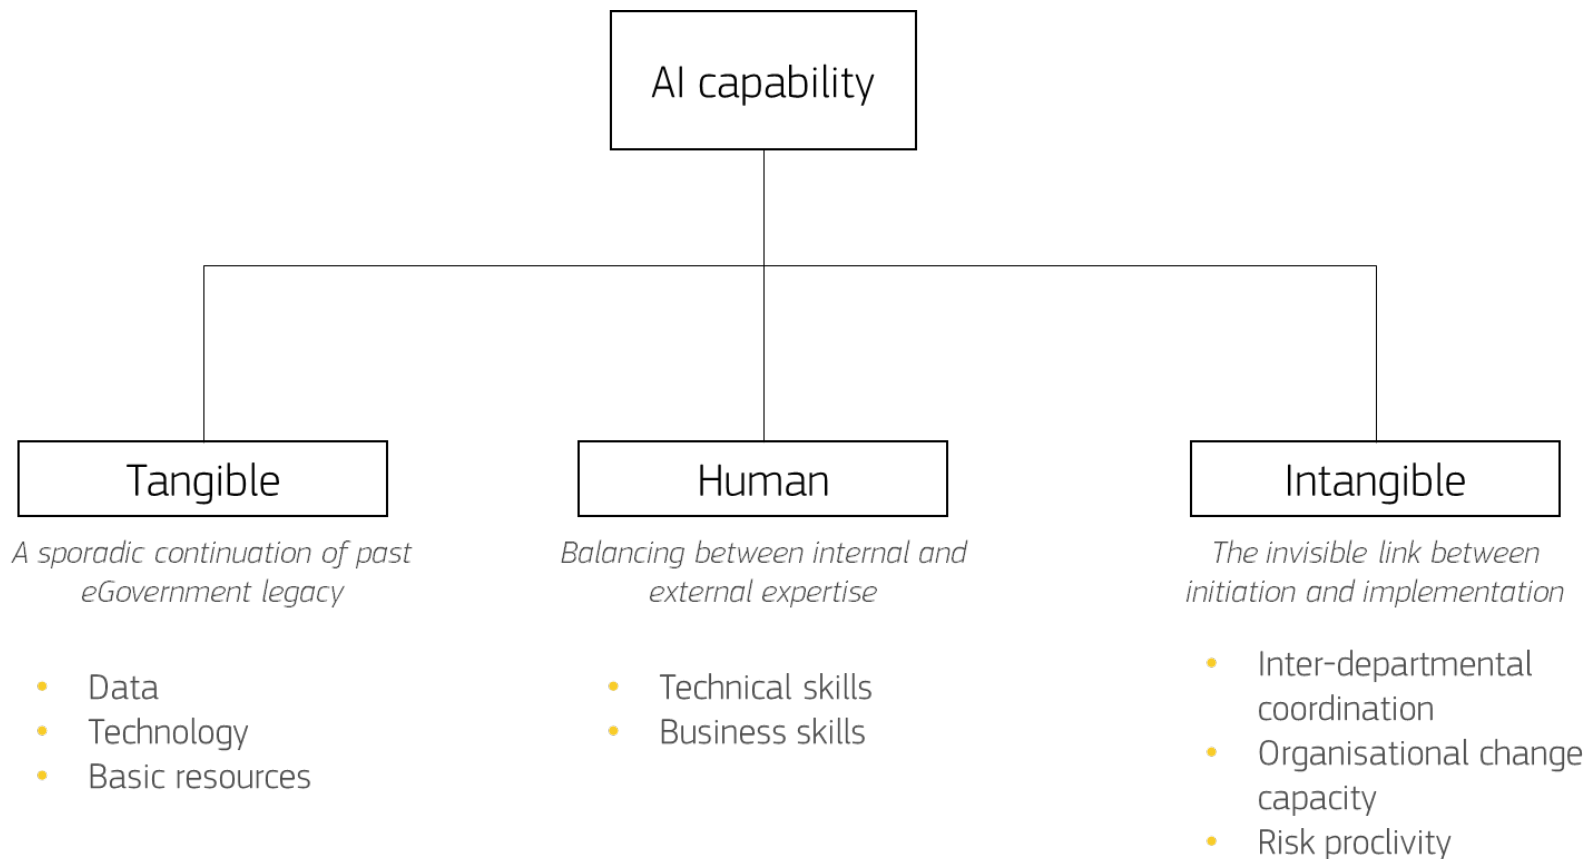 AI capability
Tangible
A sporadic continuation of past
eGovernment legacy
• Data
• Technology
• Basic resources
Human
Balancing between internal and
external expertise
• Technical skills
• Business skills
Intangible
The invisible link between
initiation and implementation
• Inter-departmental
coordination
• Organisational change
capacity
• Risk proclivity